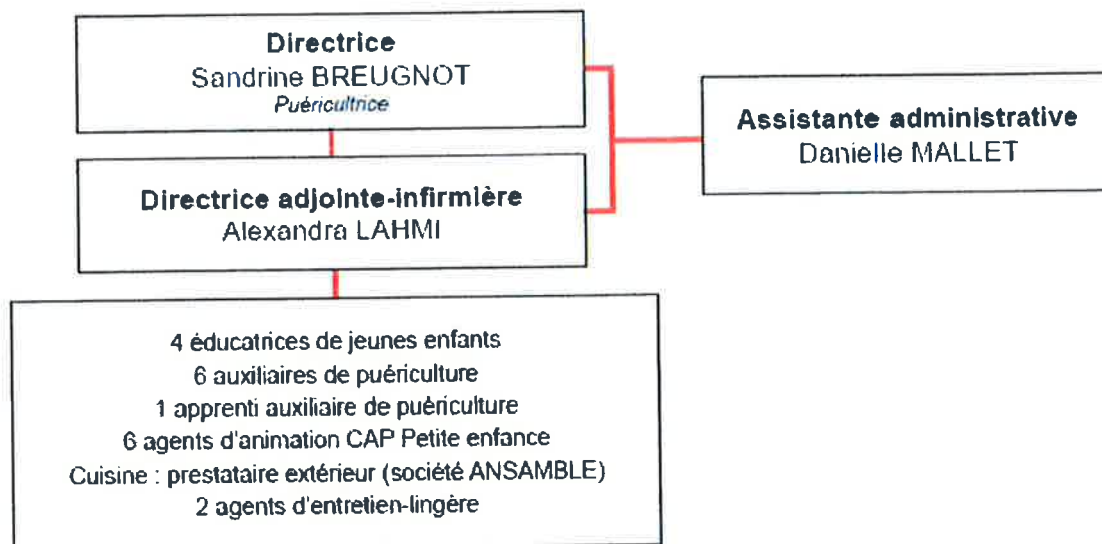 Directrice
Sandrine BREUGNOT
Puéricultrice
Assistante administrative
Danielle MALLET
Directrice adjointe-infirmière
Alexandra LAHMI
4 éducatrices de jeunes enfants
6 auxiliaires de puériculture
1 apprenti auxiliaire de puériculture
6 agents d'animation CAP Petite enfance
Cuisine : prestataire extérieur (société ANSAMBLE)
2 agents d'entretien-lingère